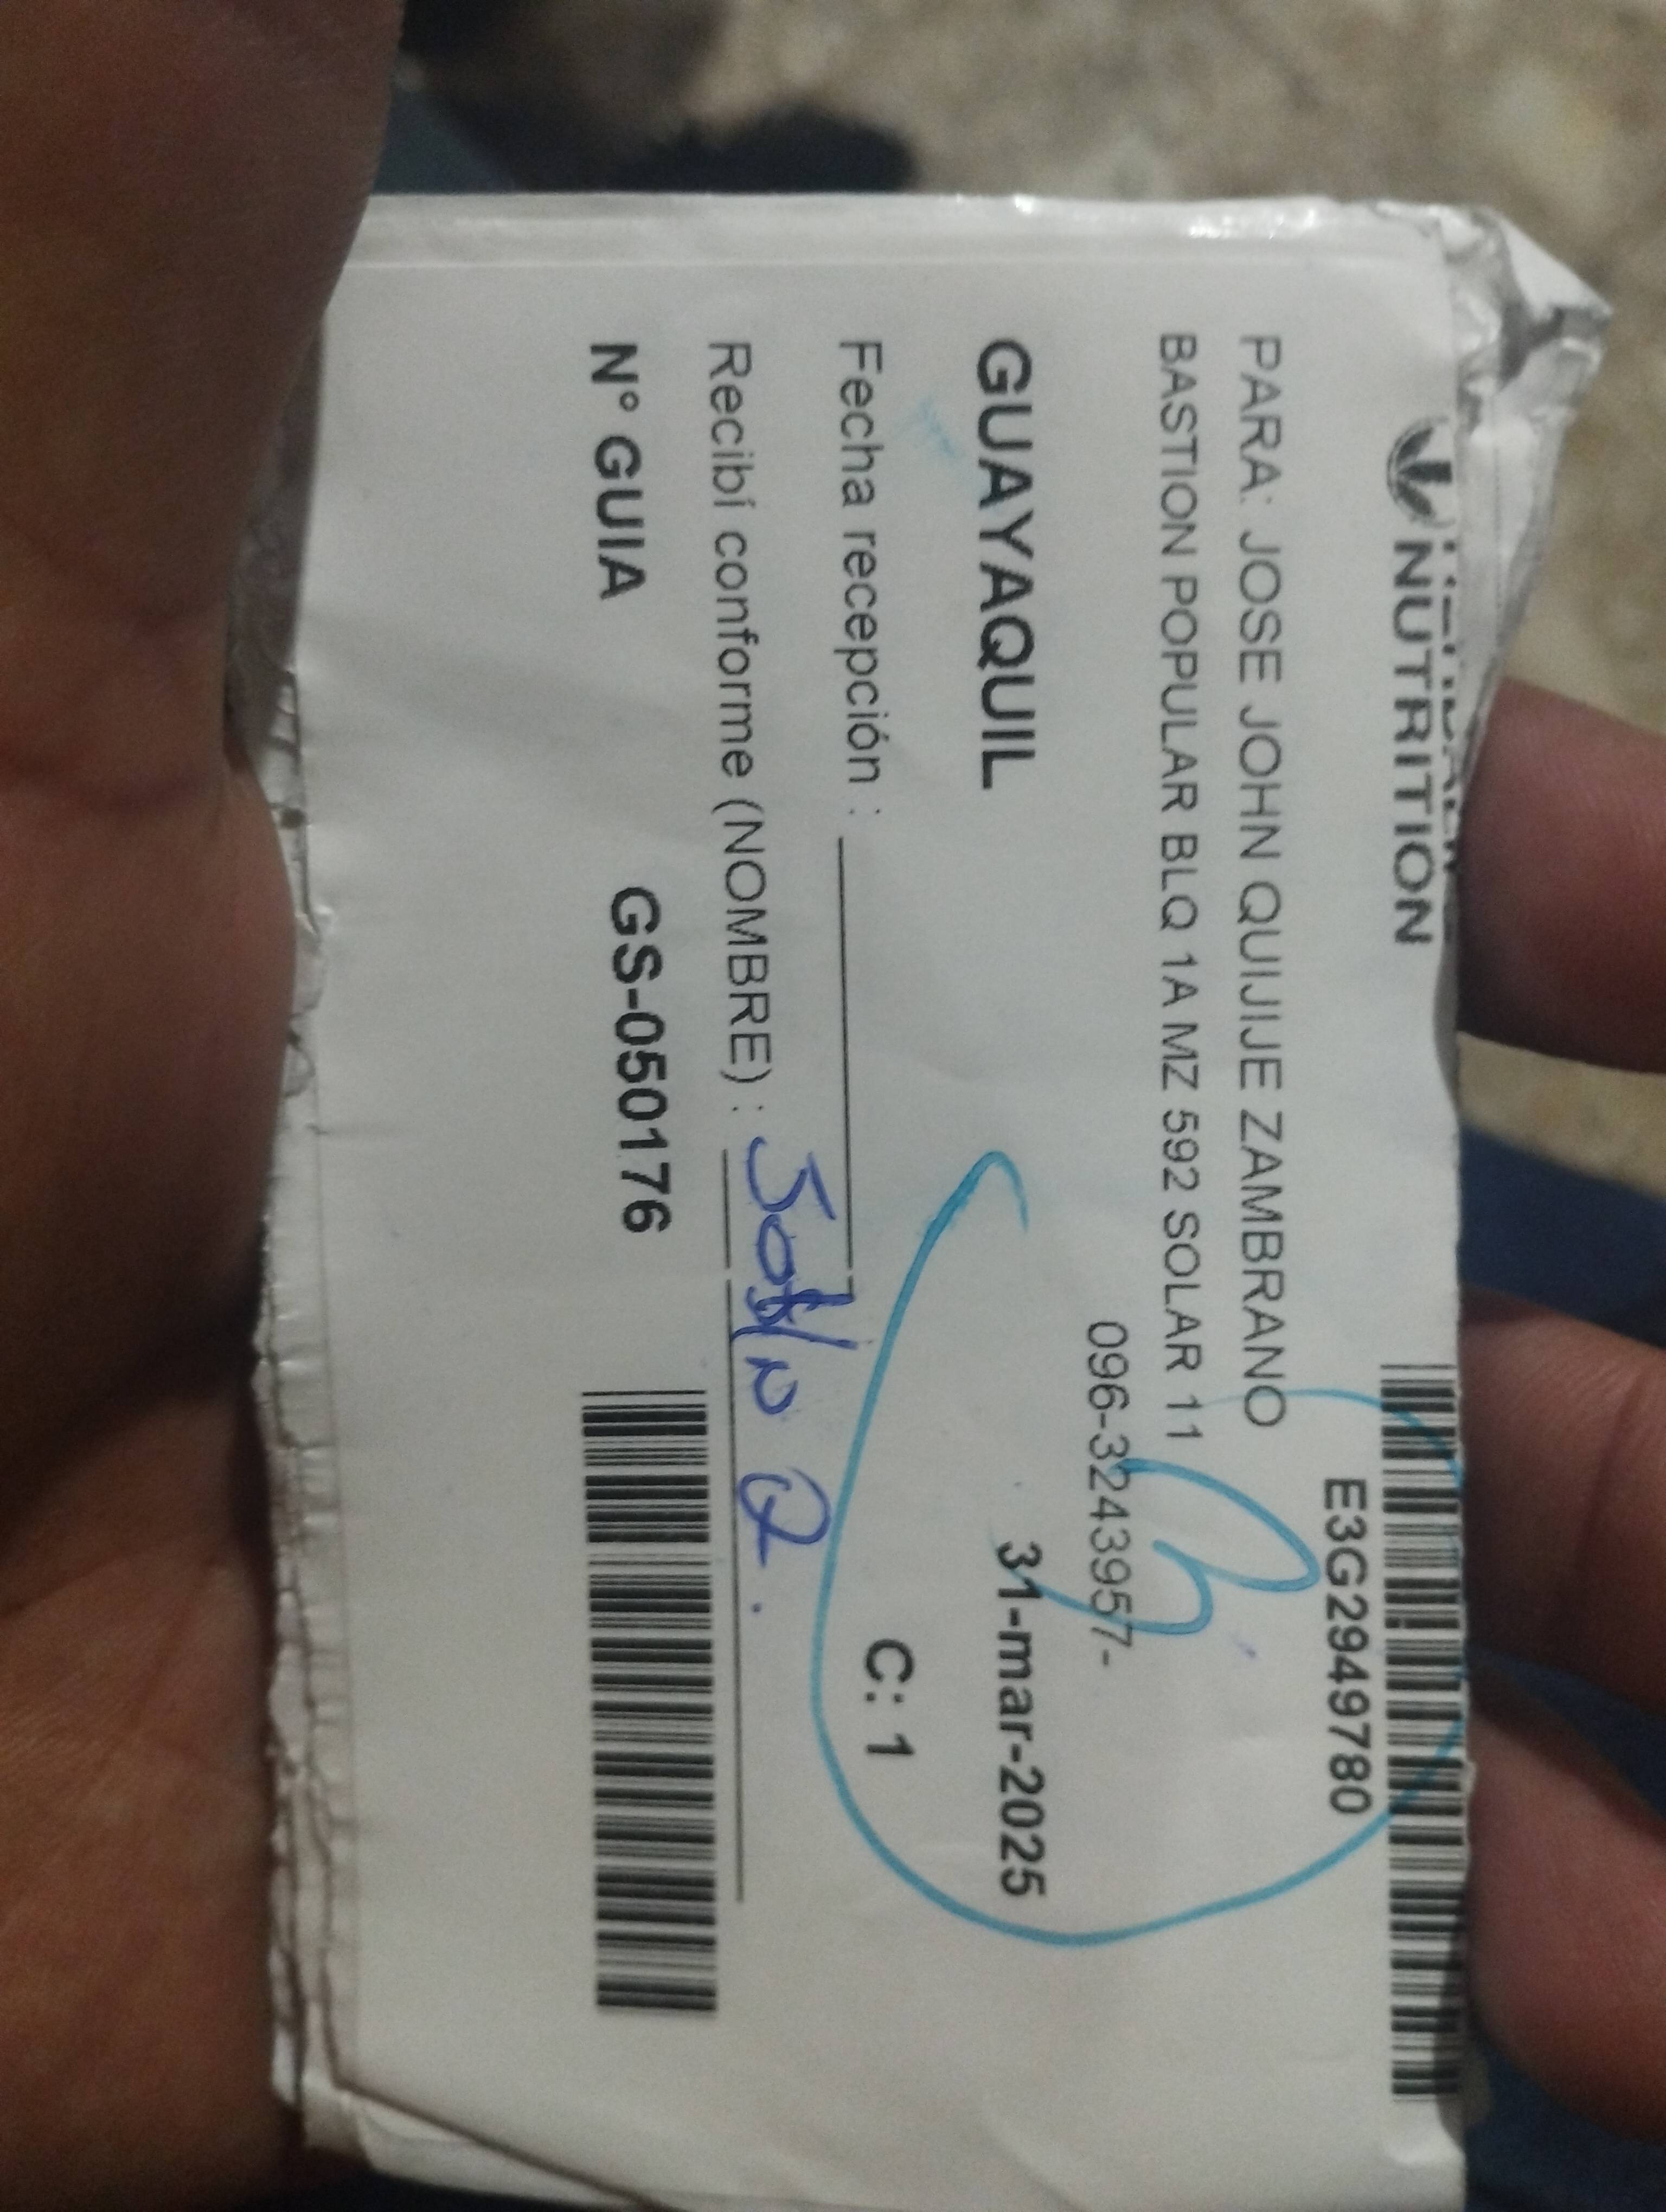 NUTRITION
E3G2949780
PARA: JOSE JOHN QUIJIJE ZAMBRANO
BASTION POPULAR BLQ 1A MZ 592 SOLAR 11
096-3243957-
GUAYAQUIL 31-mar-2025
Fecha recepción : C: 1
Recibí conforme (NOMBRE) : Q.
N° GUIA GS-050176